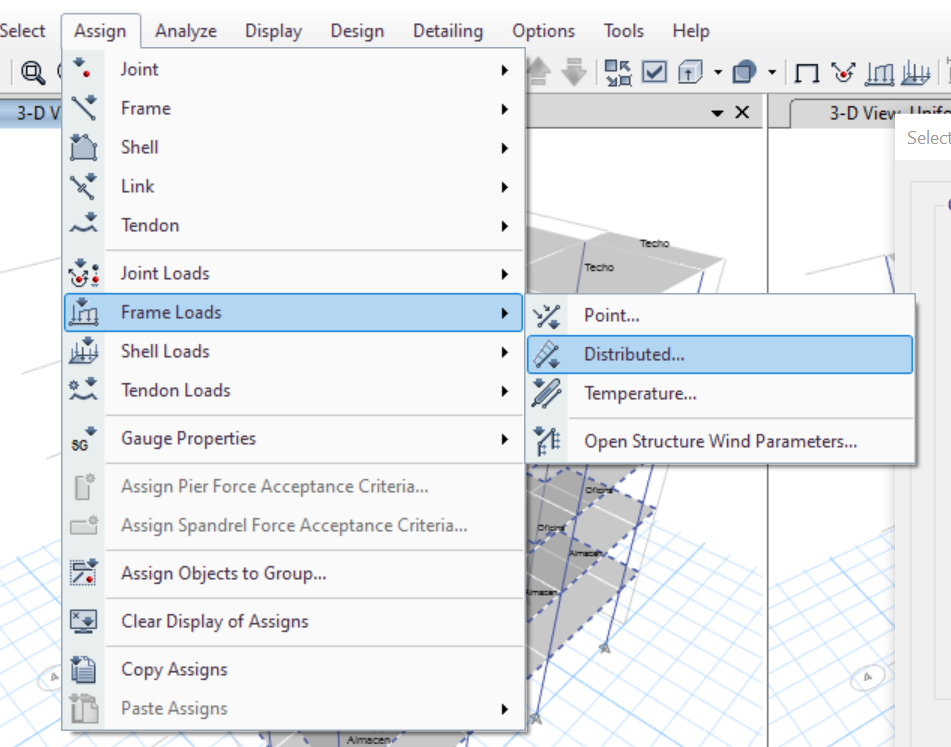 Select Assign Analyze Display Design Detailing Options Tools Help
3-D V
3-D View
Select
Joint
Frame
Shell
Link
Tendon
Joint Loads
Frame Loads
Shell Loads
Tendon Loads
SG Gauge Properties
Assign Pier Force Acceptance Criteria...
Assign Spandrel Force Acceptance Criteria...
Assign Objects to Group...
Clear Display of Assigns
Copy Assigns
Paste Assigns
Point...
Distributed...
Temperature...
Open Structure Wind Parameters...
Techo
Techo
Oficina
Oficina
Almacen
Almacen
A
A
A
Almacen